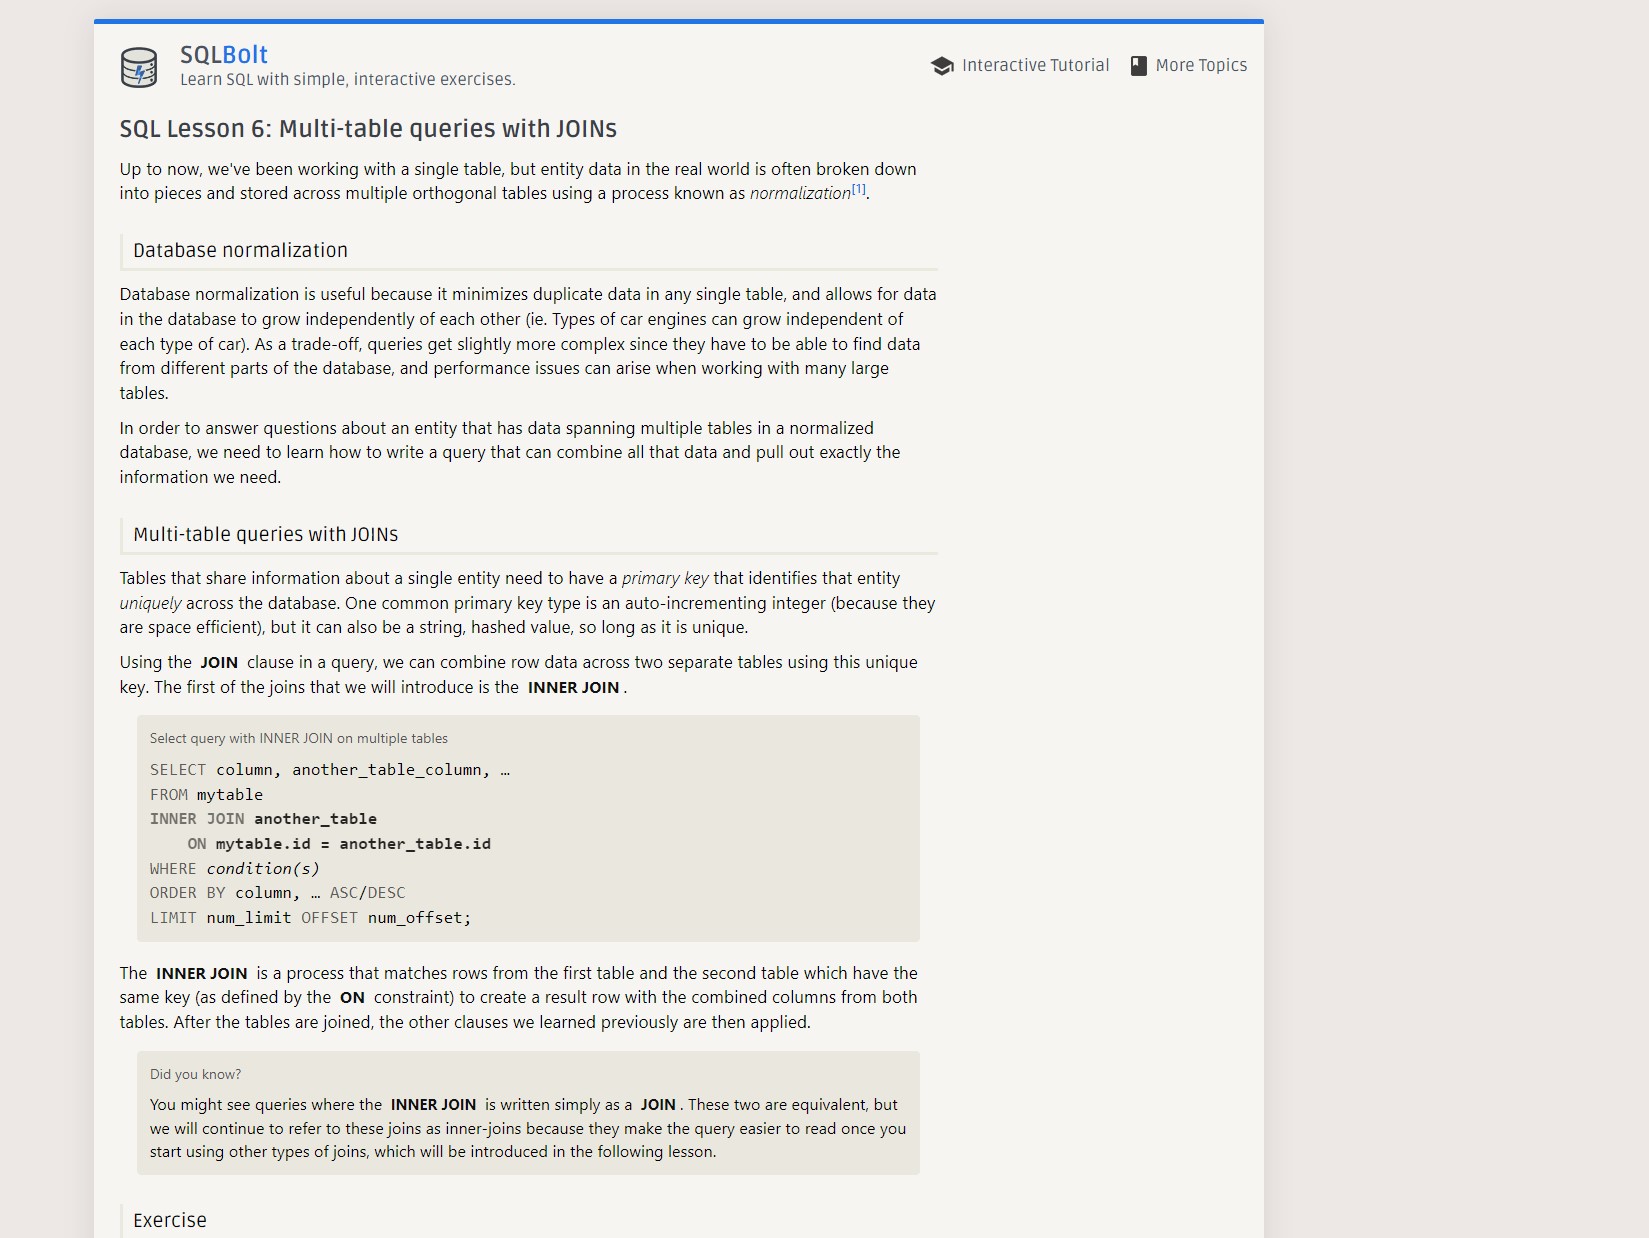 SQLBolt
Learn SQL with simple, interactive exercises.
Interactive Tutorial
More Topics
SQL Lesson 6: Multi-table queries with JOINs
Up to now, we've been working with a single table, but entity data in the real world is often broken down
into pieces and stored across multiple orthogonal tables using a process known as normalization[1].
Database normalization
Database normalization is useful because it minimizes duplicate data in any single table, and allows for data
in the database to grow independently of each other (ie. Types of car engines can grow independent of
each type of car). As a trade-off, queries get slightly more complex since they have to be able to find data
from different parts of the database, and performance issues can arise when working with many large
tables.
In order to answer questions about an entity that has data spanning multiple tables in a normalized
database, we need to learn how to write a query that can combine all that data and pull out exactly the
information we need.
Multi-table queries with JOINs
Tables that share information about a single entity need to have a primary key that identifies that entity
uniquely across the database. One common primary key type is an auto-incrementing integer (because they
are space efficient), but it can also be a string, hashed value, so long as it is unique.
Using the JOIN clause in a query, we can combine row data across two separate tables using this unique
key. The first of the joins that we will introduce is the INNER JOIN.
Select query with INNER JOIN on multiple tables
SELECT column, another_table_column, …
FROM mytable
INNER JOIN another_table
ON mytable.id = another_table.id
WHERE condition(s)
ORDER BY column, … ASC/DESC
LIMIT num_limit OFFSET num_offset;
The INNER JOIN is a process that matches rows from the first table and the second table which have the
same key (as defined by the ON constraint) to create a result row with the combined columns from both
tables. After the tables are joined, the other clauses we learned previously are then applied.
Did you know?
You might see queries where the INNER JOIN is written simply as a JOIN. These two are equivalent, but
we will continue to refer to these joins as inner-joins because they make the query easier to read once you
start using other types of joins, which will be introduced in the following lesson.
Exercise